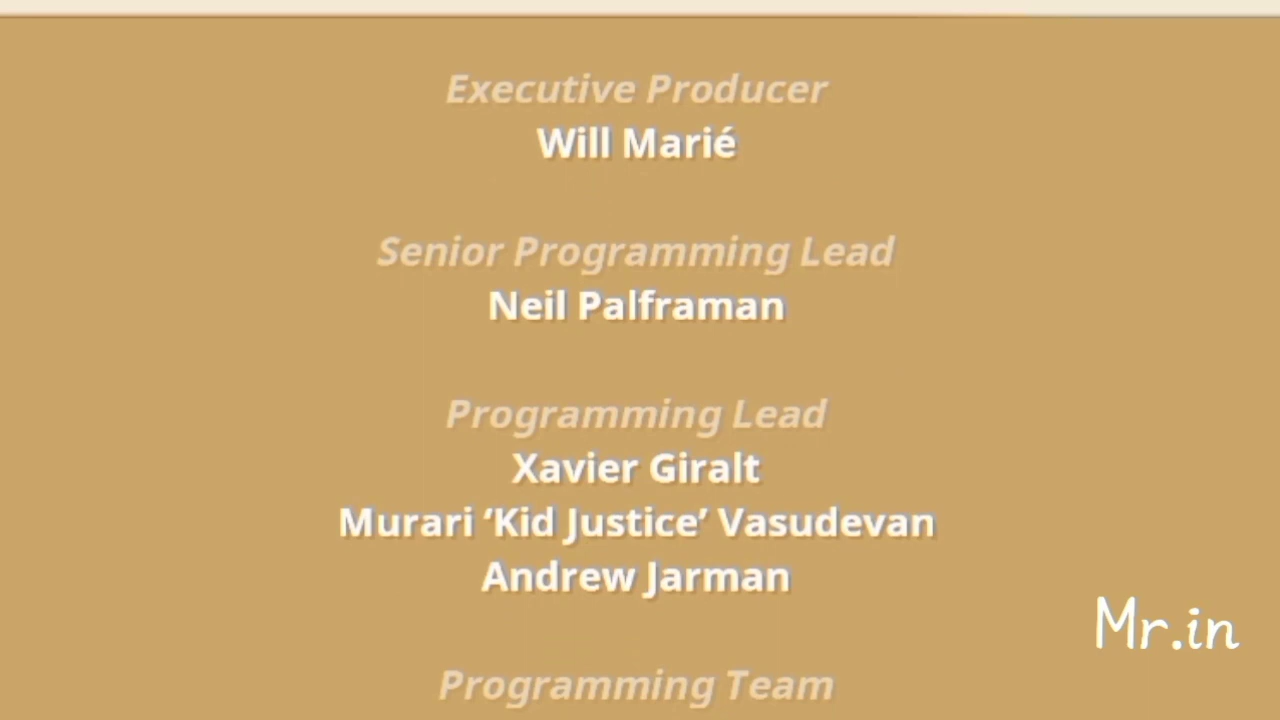 Executive Producer
Will Marié
Senior Programming Lead
Neil Palframan
Programming Lead
Xavier Giralt
Murari ‘Kid Justice’ Vasudevan
Andrew Jarman
Mr.in
Programming Team